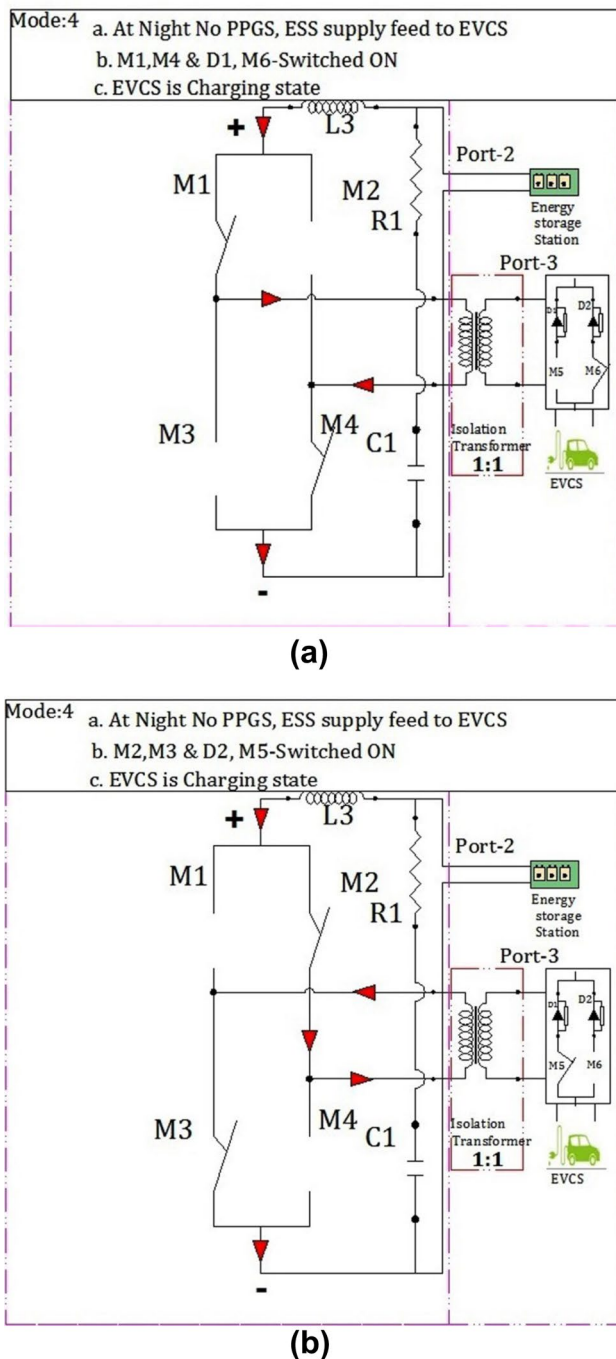 Mode:4
a. At Night No PPGS, ESS supply feed to EVCS
b. M1,M4 & D1, M6-Switched ON
c. EVCS is Charging state
+
L3
M1
M2
R1
Port-2
Energy
storage
Station
Port-3
D1
D2
M5
M6
M3
M4
C1
Isolation
Transformer
1:1
EVCS
-
(a)
Mode:4
a. At Night No PPGS, ESS supply feed to EVCS
b. M2,M3 & D2, M5-Switched ON
c. EVCS is Charging state
+
L3
M1
M2
R1
Port-2
Energy
storage
Station
Port-3
D1
D2
M5
M6
M3
M4
C1
Isolation
Transformer
1:1
EVCS
-
(b)